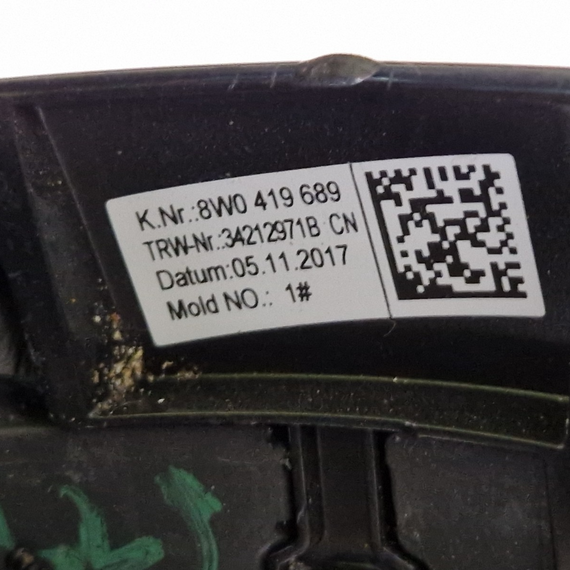 K.Nr.:8W0 419 689
TRW-Nr.:34212971B CN
Datum:05.11.2017
Mold NO.: 1#